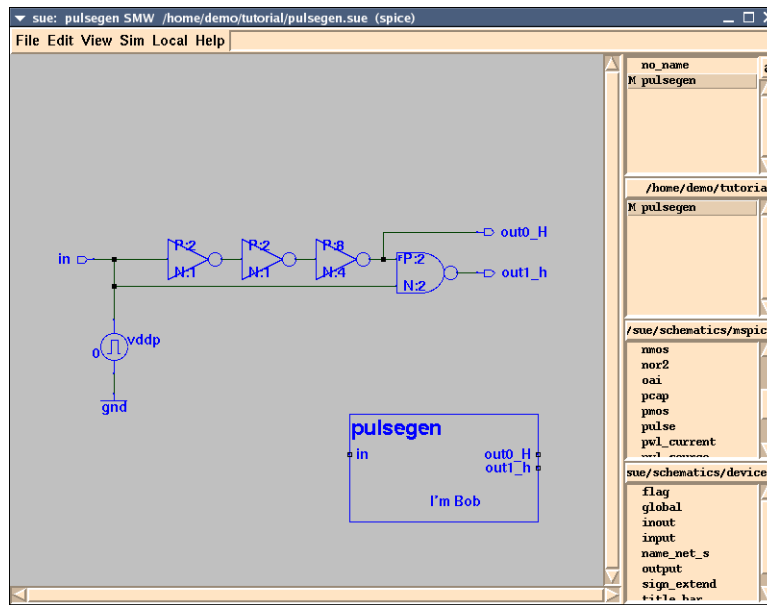 sue: pulsegen SMW /home/demo/tutorial/pulsegen.sue (spice)
File Edit View Sim Local Help
no_name
M pulsegen
/home/demo/tutoria
M pulsegen
/sue/schematics/mspic
nmos
nor2
oai
pcap
pmos
pulse
pwl_current
pwl_source
sue/schematics/device
flag
global
inout
input
name_net_s
output
sign_extend
title_bar
in
P:2
N:1
P:2
N:1
P:8
N:4
P:2
N:2
out0_H
out1_h
0
vddp
gnd
pulsegen
in
out0_H
out1_h
I'm Bob